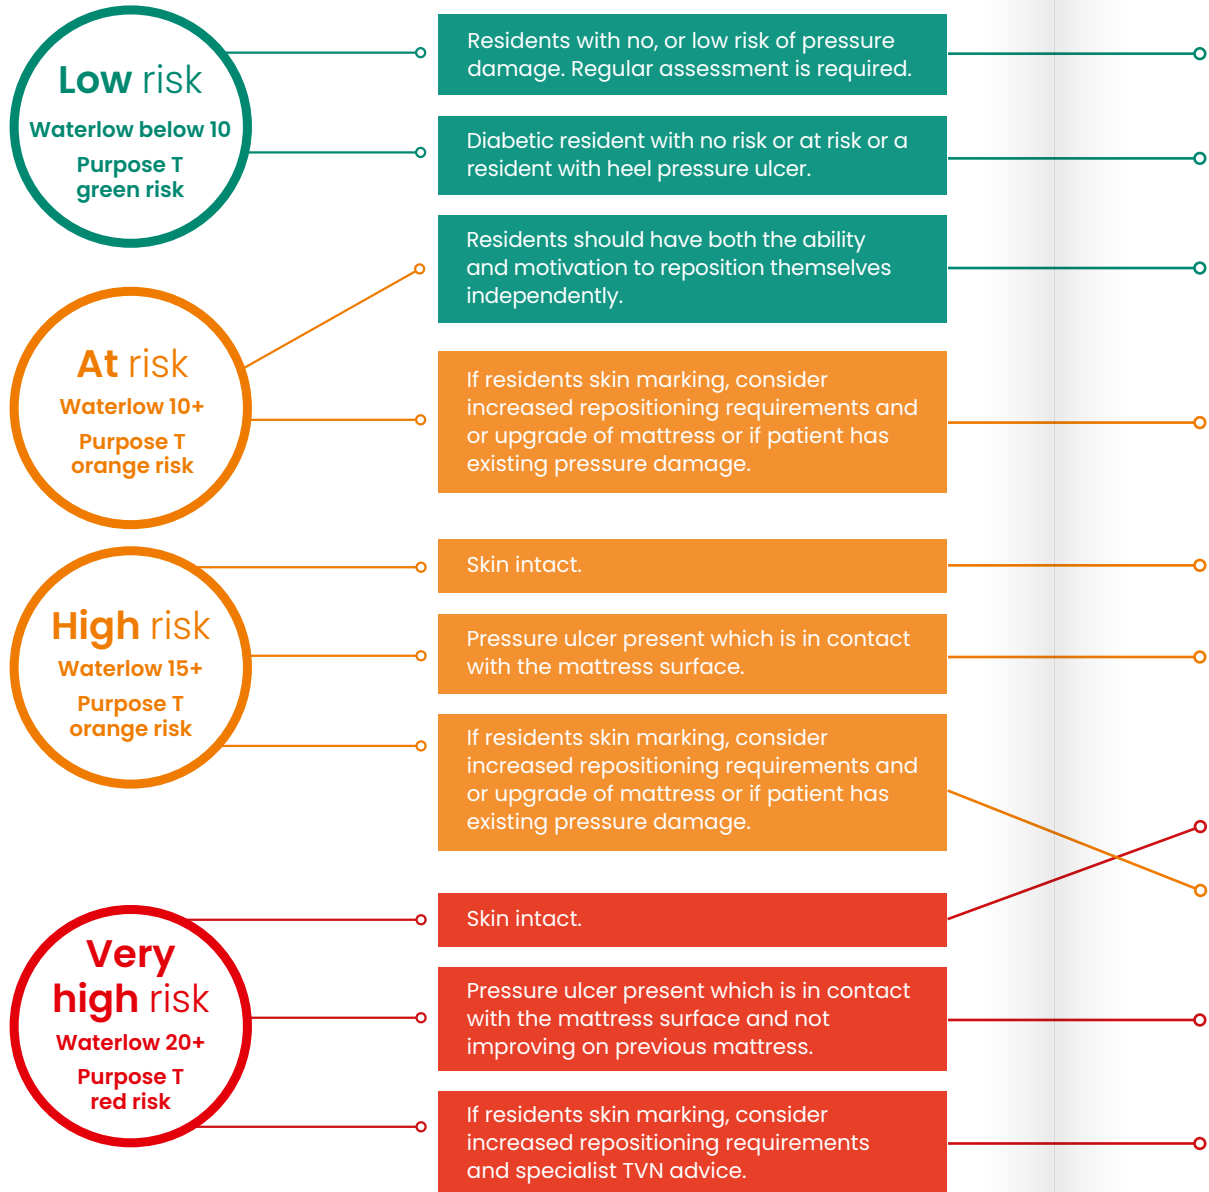 Low risk
Waterlow below 10
Purpose T
green risk
Residents with no, or low risk of pressure
damage. Regular assessment is required.
Diabetic resident with no risk or at risk or a
resident with heel pressure ulcer.
At risk
Waterlow 10+
Purpose T
orange risk
Residents should have both the ability
and motivation to reposition themselves
independently.
If residents skin marking, consider
increased repositioning requirements and
or upgrade of mattress or if patient has
existing pressure damage.
High risk
Waterlow 15+
Purpose T
orange risk
Skin intact.
Pressure ulcer present which is in contact
with the mattress surface.
If residents skin marking, consider
increased repositioning requirements and
or upgrade of mattress or if patient has
existing pressure damage.
Very
high risk
Waterlow 20+
Purpose T
red risk
Skin intact.
Pressure ulcer present which is in contact
with the mattress surface and not
improving on previous mattress.
If residents skin marking, consider
increased repositioning requirements
and specialist TVN advice.